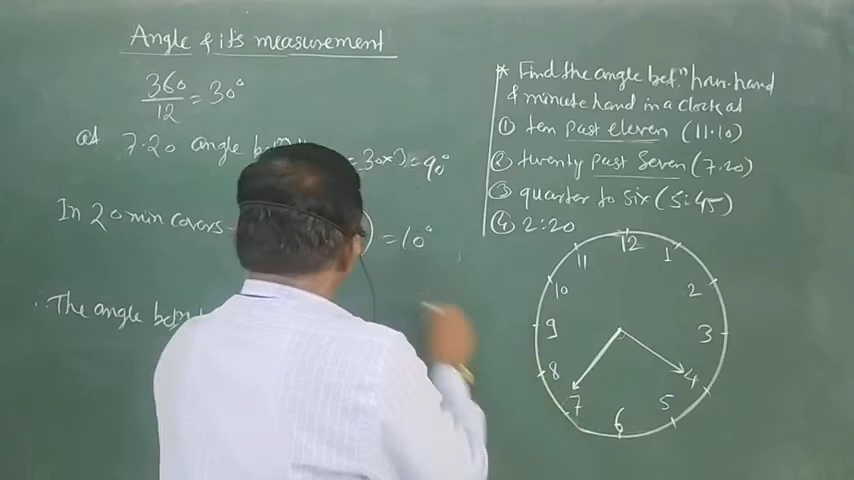 Angle & its measurement
360/12 = 30°
at 7.20 angle = 30×3 = 90°
In 20 min covers ) = 10°
∴ The angle betn
* Find the angle bet.n hour hand
& minute hand in a clock at
① ten past eleven (11.10)
② twenty past Seven (7.20)
③ quarter to six (5:45)
④ 2:20
12
11 1
10 2
9 3
8 4
7 5
6